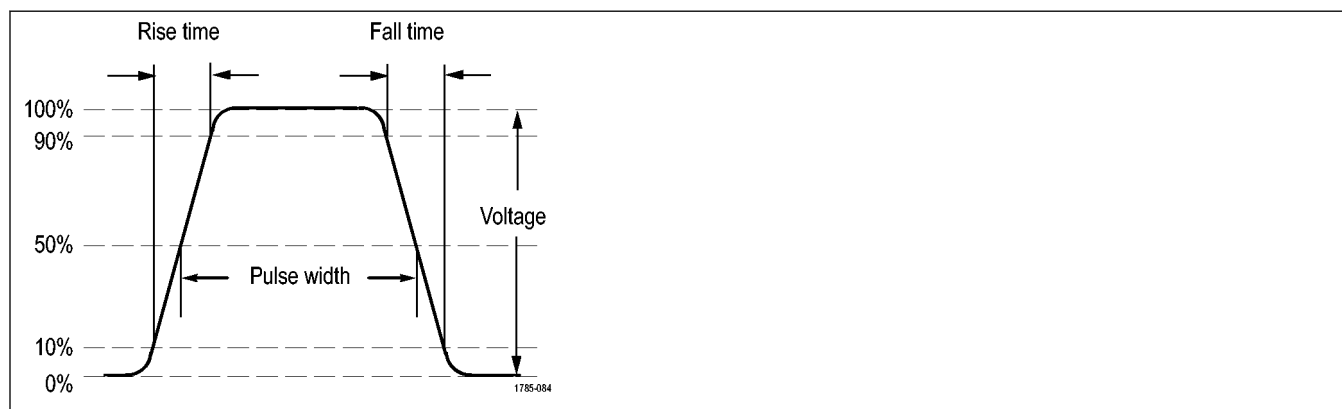 Rise time
Fall time
100%
90%
Voltage
50%
Pulse width
10%
0%
1785-084